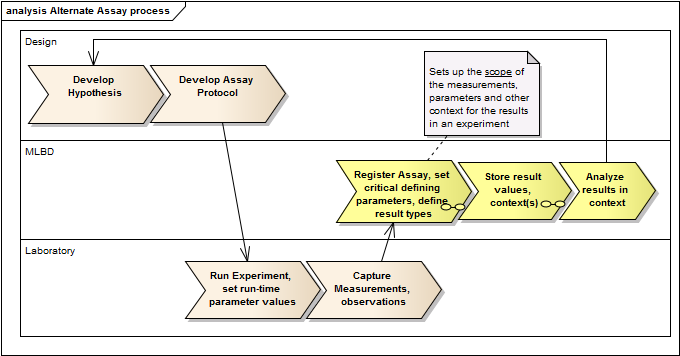 analysis Alternate Assay process
Design
Develop
Hypothesis
Develop Assay
Protocol
Sets up the scope of
the measurements,
parameters and other
context for the results
in an experiment
MLBD
Register Assay, set
critical defining
parameters, define
result types
Store result
values,
context(s)
Analyze
results in
context
Laboratory
Run Experiment,
set run-time
parameter values
Capture
Measurements,
observations